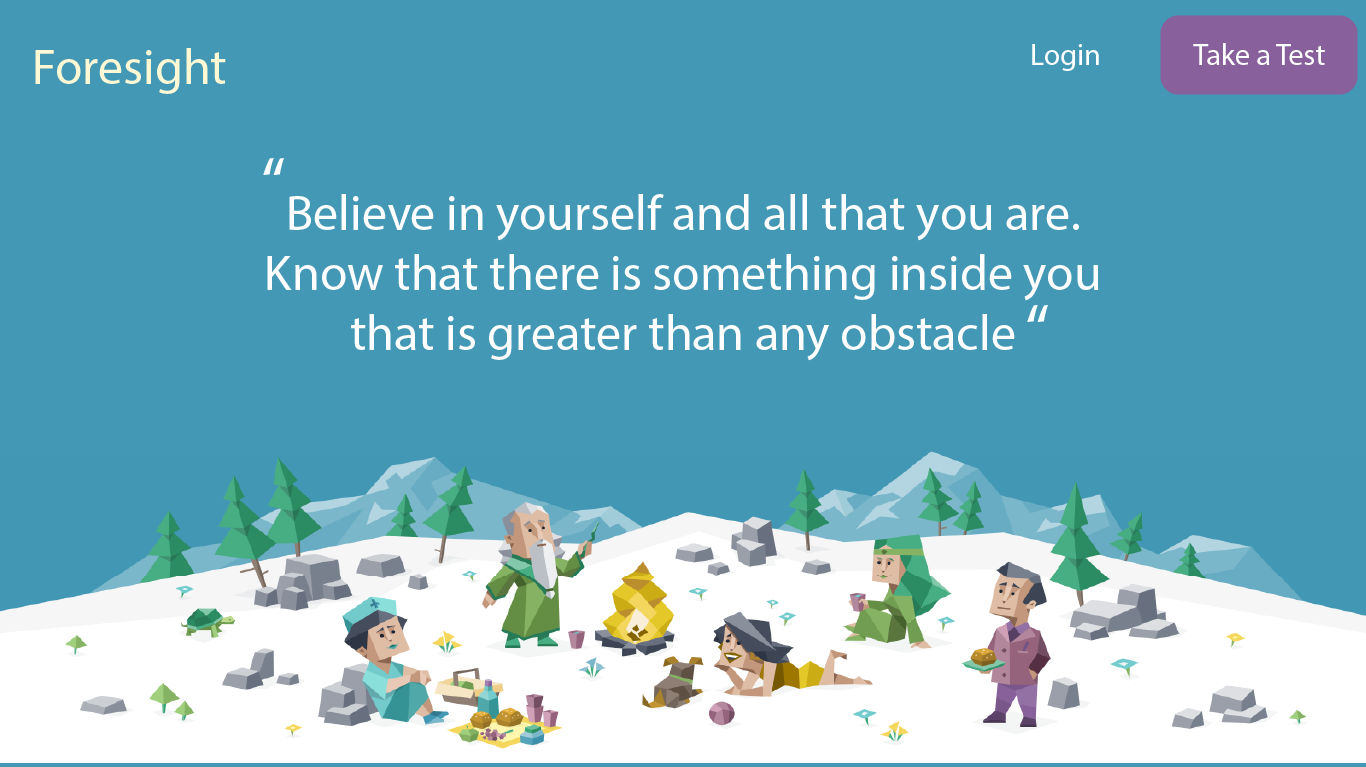 Foresight
Login
Take a Test
“
Believe in yourself and all that you are.
Know that there is something inside you
that is greater than any obstacle “